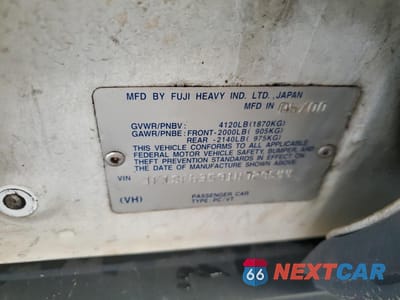 MFD BY FUJI HEAVY IND. LTD., JAPAN
MFD IN 05/00
GVWR/PNBV: 4120LB(1870KG)
GAWR/PNBE: FRONT-2000LB( 905KG)
REAR -2140LB( 975KG)
THIS VEHICLE CONFORMS TO ALL APPLICABLE
FEDERAL MOTOR VEHICLE SAFETY, BUMPER, AND
THEFT PREVENTION STANDARDS IN EFFECT ON
THE DATE OF MANUFACTURE SHOWN ABOVE.
VIN
PASSENGER CAR
(VH) TYPE PC/VT
66 NEXTCAR